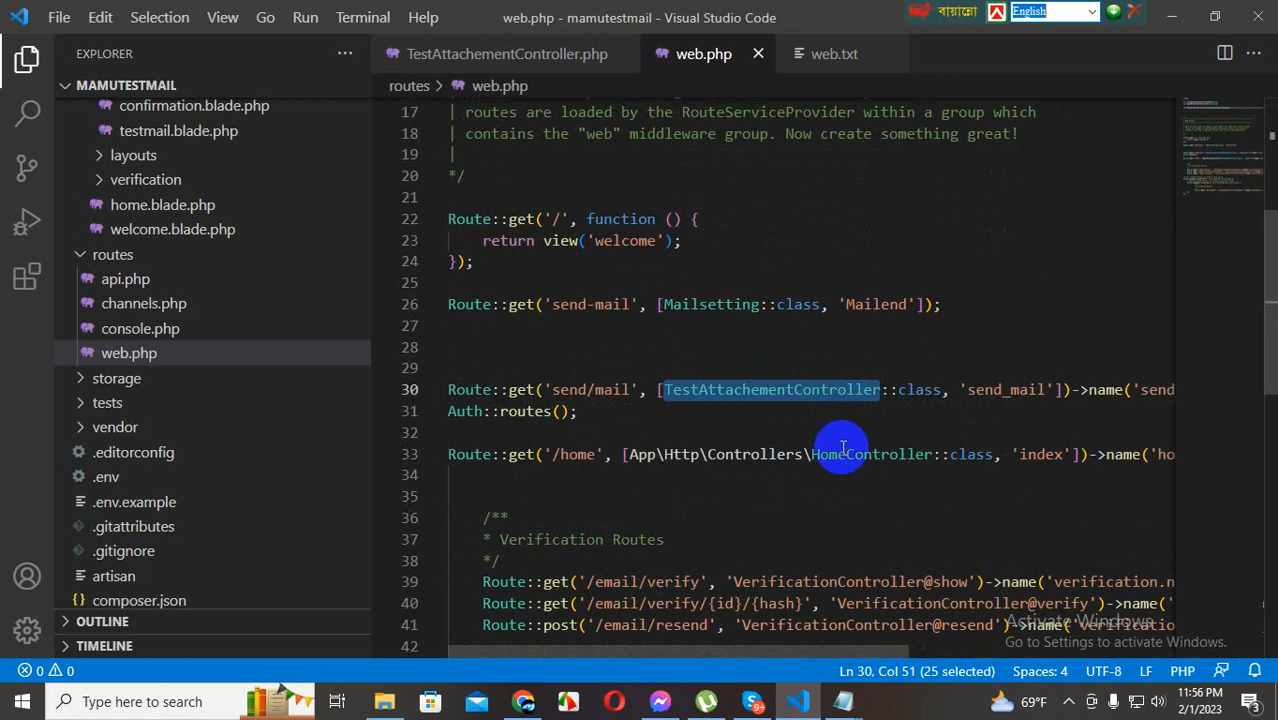 File Edit Selection View Go Run Terminal Help web.php - mamutestmail - Visual Studio Code
বায়ান্নো English
EXPLORER
MAMUTESTMAIL
confirmation.blade.php
testmail.blade.php
layouts
verification
home.blade.php
welcome.blade.php
routes
api.php
channels.php
console.php
web.php
storage
tests
vendor
.editorconfig
.env
.env.example
.gitattributes
.gitignore
artisan
composer.json
OUTLINE
TIMELINE
TestAttachementController.php web.php web.txt
routes > web.php
17 | routes are loaded by the RouteServiceProvider within a group which
18 | contains the "web" middleware group. Now create something great!
19 |
20 */
21
22 Route::get('/', function () {
23 return view('welcome');
24 });
25
26 Route::get('send-mail', [Mailsetting::class, 'Mailend']);
27
28
29
30 Route::get('send/mail', [TestAttachementController::class, 'send_mail'])->name('send
31 Auth::routes();
32
33 Route::get('/home', [App\Http\Controllers\HomeController::class, 'index'])->name('ho
34
35
36 /**
37 * Verification Routes
38 */
39 Route::get('/email/verify', 'VerificationController@show')->name('verification.n
40 Route::get('/email/verify/{id}/{hash}', 'VerificationController@verify')->name('
41 Route::post('/email/resend', 'VerificationController@resend')->name('verificatio
42
Activate Windows
Go to Settings to activate Windows.
0 0 Ln 30, Col 51 (25 selected) Spaces: 4 UTF-8 LF PHP
Type here to search 9+ 69°F 11:56 PM
2/1/2023 3